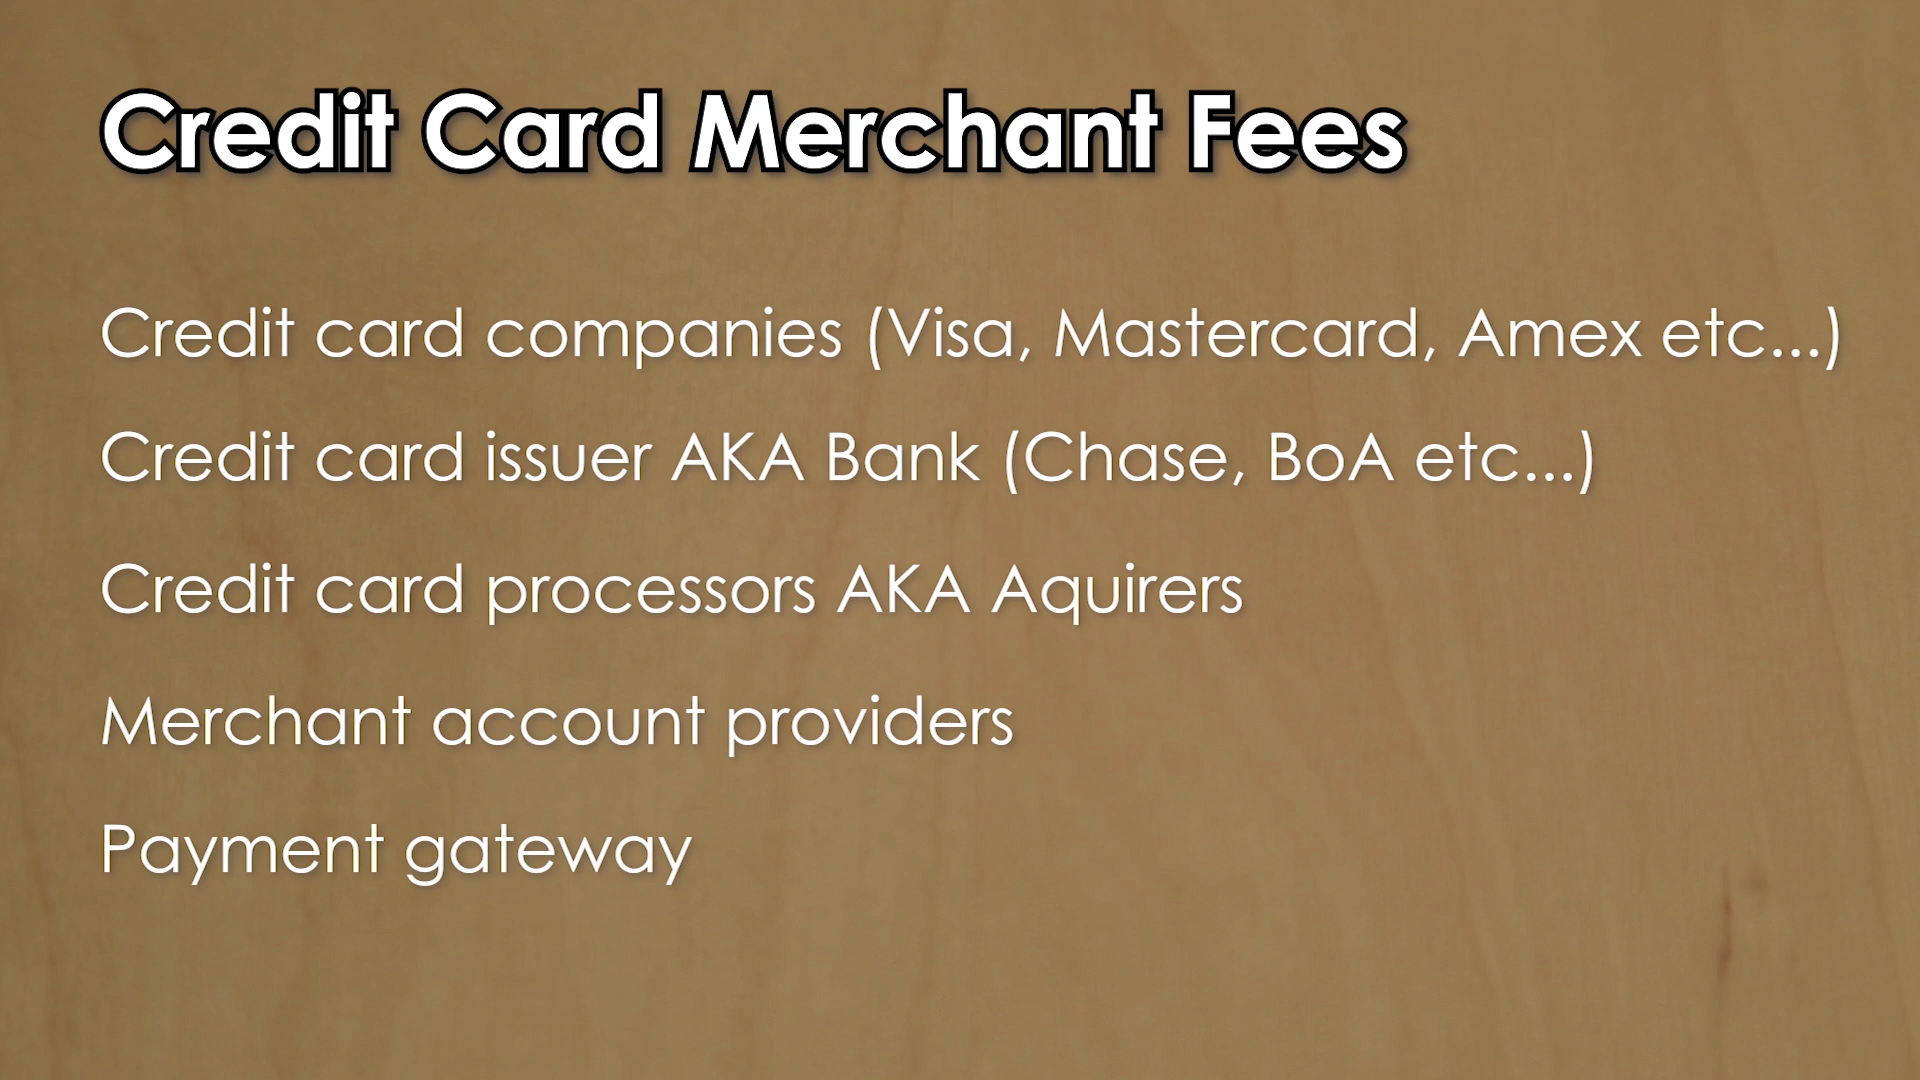 Credit Card Merchant Fees
Credit card companies (Visa, Mastercard, Amex etc...)
Credit card issuer AKA Bank (Chase, BoA etc...)
Credit card processors AKA Aquirers
Merchant account providers
Payment gateway